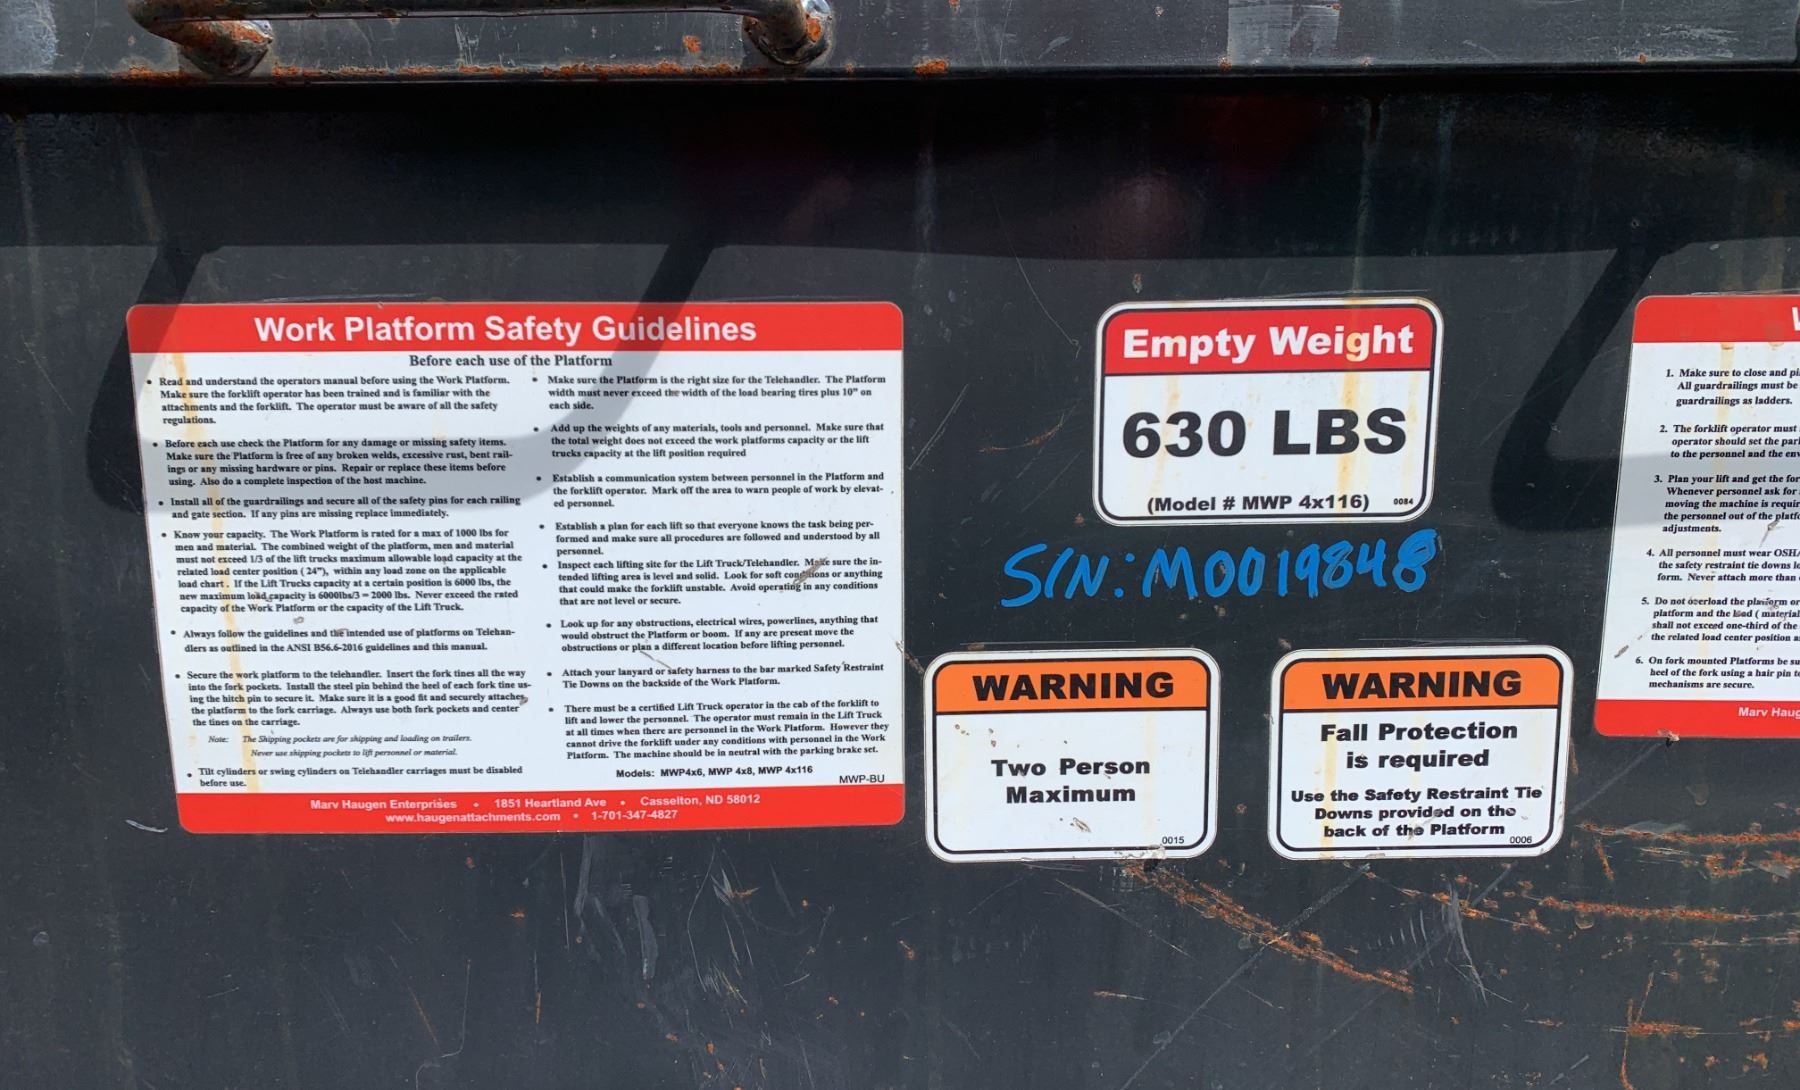 Work Platform Safety Guidelines
Before each use of the Platform
• Read and understand the operators manual before using the Work Platform.
Make sure the forklift operator has been trained and is familiar with the
attachments and the forklift. The operator must be aware of all the safety
regulations.
• Before each use check the Platform for any damage or missing safety items.
Make sure the Platform is free of any broken welds, excessive rust, bent rail-
ings or any missing hardware or pins. Repair or replace these items before
using. Also do a complete inspection of the host machine.
• Install all of the guardrailings and secure all of the safety pins for each railing
and gate section. If any pins are missing replace immediately.
• Know your capacity. The Work Platform is rated for a max of 1000 lbs for
men and material. The combined weight of the platform, men and material
must not exceed 1/3 of the lift trucks maximum allowable load capacity at the
related load center position ( 24"), within any load zone on the applicable
load chart . If the Lift Trucks capacity at a certain position is 6000 lbs, the
new maximum load capacity is 6000lbs/3 = 2000 lbs. Never exceed the rated
capacity of the Work Platform or the capacity of the Lift Truck.
• Always follow the guidelines and the intended use of platforms on Telehan-
dlers as outlined in the ANSI B56.6-2016 guidelines and this manual.
• Secure the work platform to the telehandler. Insert the fork tines all the way
into the fork pockets. Install the steel pin behind the heel of each fork tine us-
ing the hitch pin to secure it. Make sure it is a good fit and securely attaches
the platform to the fork carriage. Always use both fork pockets and center
the tines on the carriage.
Note: The Shipping pockets are for shipping and loading on trailers.
Never use shipping pockets to lift personnel or material.
• Tilt cylinders or swing cylinders on Telehandler carriages must be disabled
before use.
• Make sure the Platform is the right size for the Telehandler. The Platform
width must never exceed the width of the load bearing tires plus 10" on
each side.
• Add up the weights of any materials, tools and personnel. Make sure that
the total weight does not exceed the work platforms capacity or the lift
trucks capacity at the lift position required
• Establish a communication system between personnel in the Platform and
the forklift operator. Mark off the area to warn people of work by elevat-
ed personnel.
• Establish a plan for each lift so that everyone knows the task being per-
formed and make sure all procedures are followed and understood by all
personnel.
• Inspect each lifting site for the Lift Truck/Telehandler. Make sure the in-
tended lifting area is level and solid. Look for soft conditions or anything
that could make the forklift unstable. Avoid operating in any conditions
that are not level or secure.
• Look up for any obstructions, electrical wires, powerlines, anything that
would obstruct the Platform or boom. If any are present move the
obstructions or plan a different location before lifting personnel.
• Attach your lanyard or safety harness to the bar marked Safety Restraint
Tie Downs on the backside of the Work Platform.
• There must be a certified Lift Truck operator in the cab of the forklift to
lift and lower the personnel. The operator must remain in the Lift Truck
at all times when there are personnel in the Work Platform. However they
cannot drive the forklift under any conditions with personnel in the Work
Platform. The machine should be in neutral with the parking brake set.
Models: MWP4x6, MWP 4x8, MWP 4x116
MWP-BU
Marv Haugen Enterprises • 1851 Heartland Ave • Casselton, ND 58012
www.haugenattachments.com • 1-701-347-4827
Empty Weight
630 LBS
(Model # MWP 4x116) 0084
S/N: M0019848
WARNING
Two Person
Maximum
0015
WARNING
Fall Protection
is required
Use the Safety Restraint Tie
Downs provided on the
back of the Platform
0006
1. Make sure to close and
All guardrailings must be
guardrailings as ladders.
2. The forklift operator must
operator should set the
to the personnel and the
3. Plan your lift and get the
Whenever personnel ask for
moving the machine is
the personnel out of the
adjustments.
4. All personnel must wear
the safety restraint tie downs
form. Never attach more than
5. Do not overload the platform or
platform and the load ( material
shall not exceed one-third of the
the related load center position
6. On fork mounted Platforms be
heel of the fork using a hair pin
mechanisms are secure.
Marv